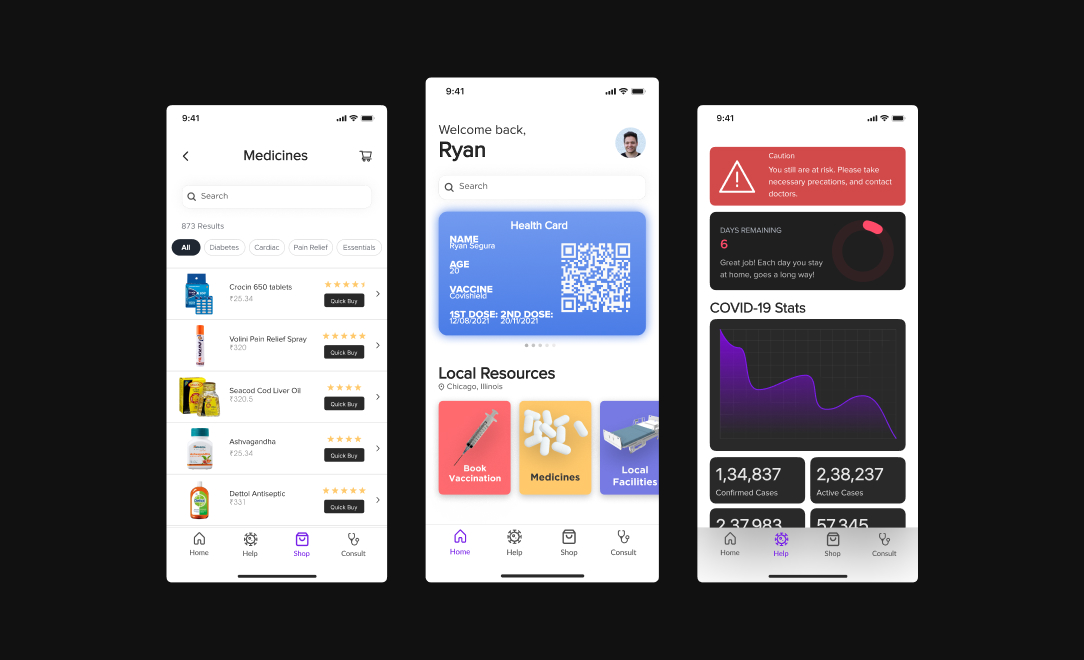 9:41
Medicines
Search
873 Results
All
Diabetes
Cardiac
Pain Relief
Essentials
Crocin 650 tablets
₹25.34
Quick Buy
Volini Pain Relief Spray
₹320
Quick Buy
Seacod Cod Liver Oil
₹320.5
Quick Buy
Ashvagandha
₹25.34
Quick Buy
Dettol Antiseptic
₹331
Quick Buy
Home
Help
Shop
Consult
9:41
Welcome back,
Ryan
Search
Health Card
NAME
Ryan Segura
AGE
20
VACCINE
Covishield
1ST DOSE: 2ND DOSE:
12/08/2021 20/11/2021
Local Resources
Chicago, Illinois
Book
Vaccination
Medicines
Local
Facilities
Home
Help
Shop
Consult
9:41
Caution
You still are at risk. Please take
necessary precations, and contact
doctors.
DAYS REMAINING
6
Great job! Each day you stay
at home, goes a long way!
COVID-19 Stats
1,34,837
Confirmed Cases
2,38,237
Active Cases
2,37,983
57,345
Home
Help
Shop
Consult